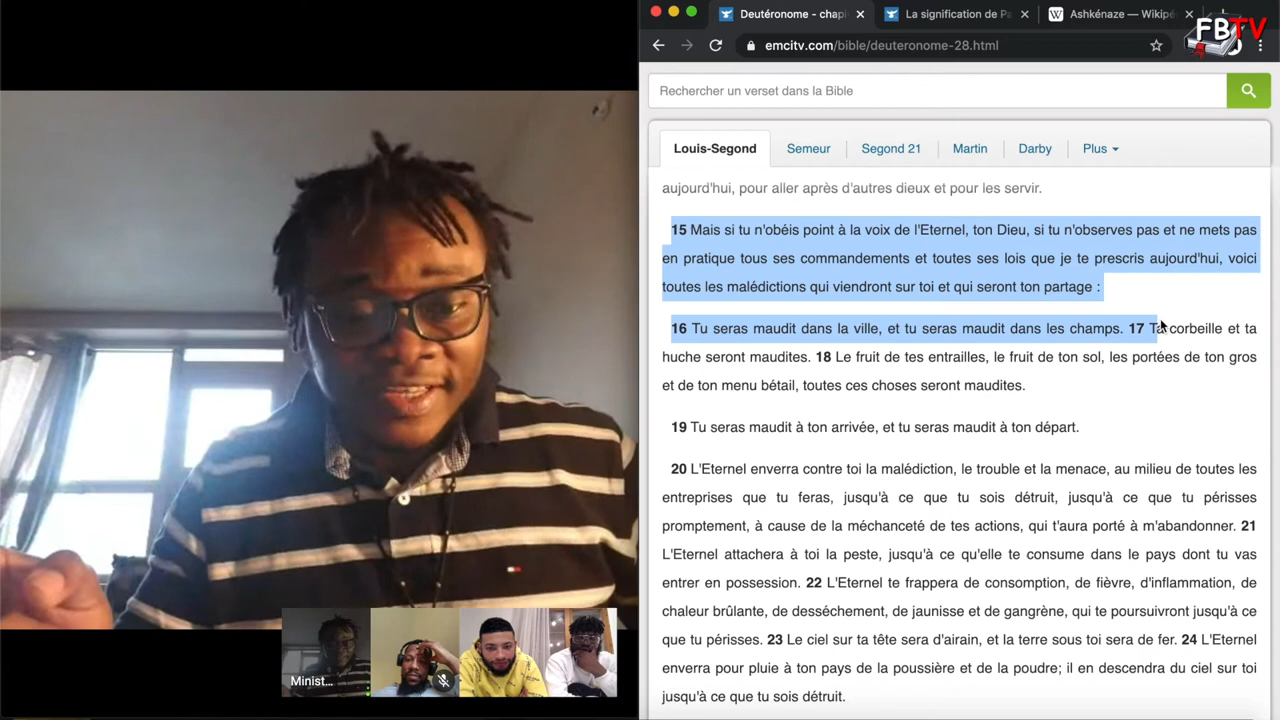 Deutéronome - chapi
La signification de Pa
Ashkénaze — Wikipé
FBTV
emcitv.com/bible/deuteronome-28.html
Rechercher un verset dans la Bible
Louis-Segond
Semeur
Segond 21
Martin
Darby
Plus
aujourd'hui, pour aller après d'autres dieux et pour les servir.
15 Mais si tu n'obéis point à la voix de l'Eternel, ton Dieu, si tu n'observes pas et ne mets pas
en pratique tous ses commandements et toutes ses lois que je te prescris aujourd'hui, voici
toutes les malédictions qui viendront sur toi et qui seront ton partage :
16 Tu seras maudit dans la ville, et tu seras maudit dans les champs. 17 Ta corbeille et ta
huche seront maudites. 18 Le fruit de tes entrailles, le fruit de ton sol, les portées de ton gros
et de ton menu bétail, toutes ces choses seront maudites.
19 Tu seras maudit à ton arrivée, et tu seras maudit à ton départ.
20 L'Eternel enverra contre toi la malédiction, le trouble et la menace, au milieu de toutes les
entreprises que tu feras, jusqu'à ce que tu sois détruit, jusqu'à ce que tu périsses
promptement, à cause de la méchanceté de tes actions, qui t'aura porté à m'abandonner. 21
L'Eternel attachera à toi la peste, jusqu'à ce qu'elle te consume dans le pays dont tu vas
entrer en possession. 22 L'Eternel te frappera de consomption, de fièvre, d'inflammation, de
chaleur brûlante, de desséchement, de jaunisse et de gangrène, qui te poursuivront jusqu'à ce
que tu périsses. 23 Le ciel sur ta tête sera d'airain, et la terre sous toi sera de fer. 24 L'Eternel
enverra pour pluie à ton pays de la poussière et de la poudre; il en descendra du ciel sur toi
jusqu'à ce que tu sois détruit.
Minist...